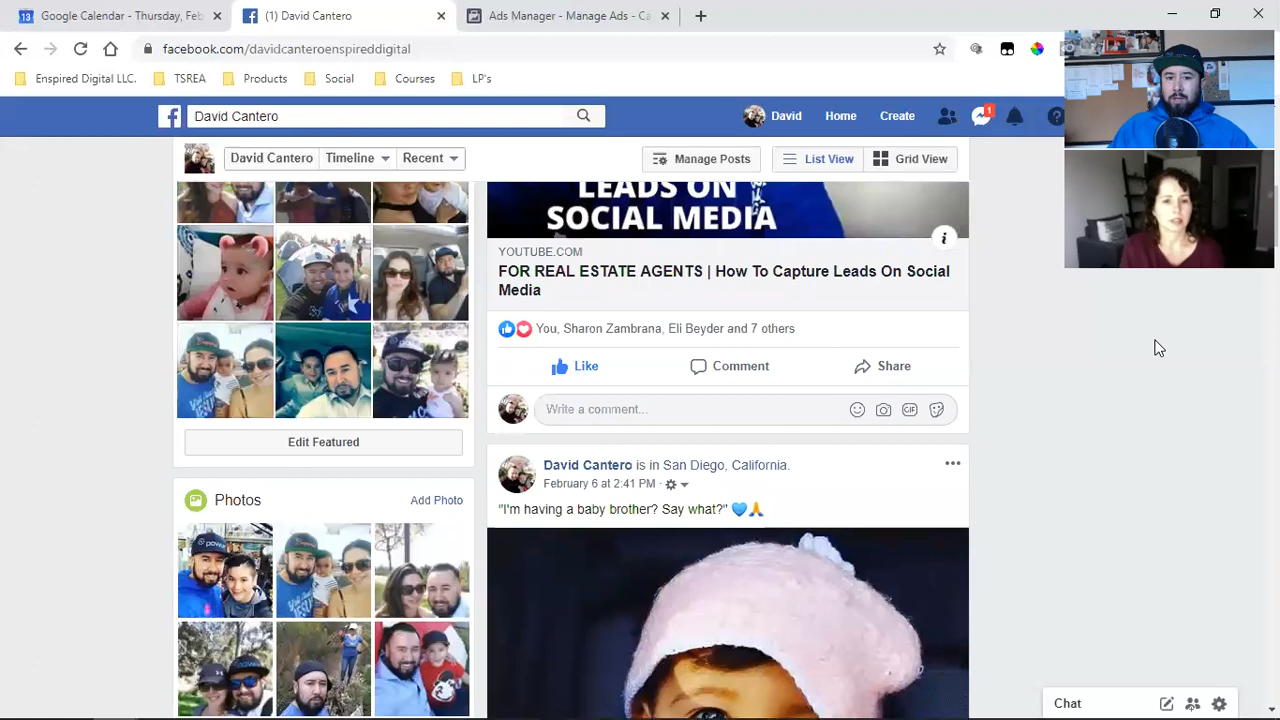 13 Google Calendar - Thursday, Feb
(1) David Cantero
Ads Manager - Manage Ads - Ca
facebook.com/davidcanteroenspireddigital
Enspired Digital LLC. TSREA Products Social Courses LP's
David Cantero
David Home Create 1
David Cantero Timeline Recent
Manage Posts List View Grid View
LEADS ON
SOCIAL MEDIA
YOUTUBE.COM
FOR REAL ESTATE AGENTS | How To Capture Leads On Social
Media
You, Sharon Zambrana, Eli Beyder and 7 others
Like Comment Share
Write a comment...
GIF
Edit Featured
David Cantero is in San Diego, California.
February 6 at 2:41 PM
Photos Add Photo
"I'm having a baby brother? Say what?" 💙🙏
Chat